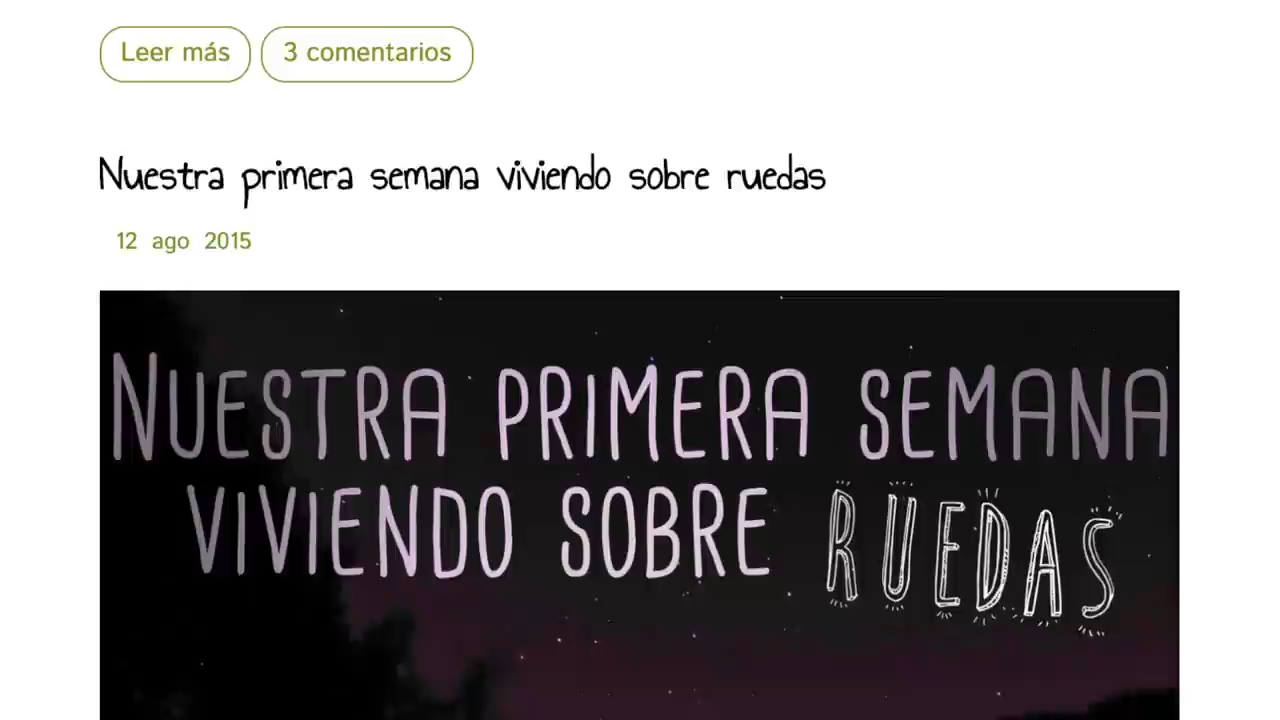 Leer más 3 comentarios
Nuestra primera semana viviendo sobre ruedas
12 ago 2015
NUESTRA PRIMERA SEMANA
VIVIENDO SOBRE RUEDAS